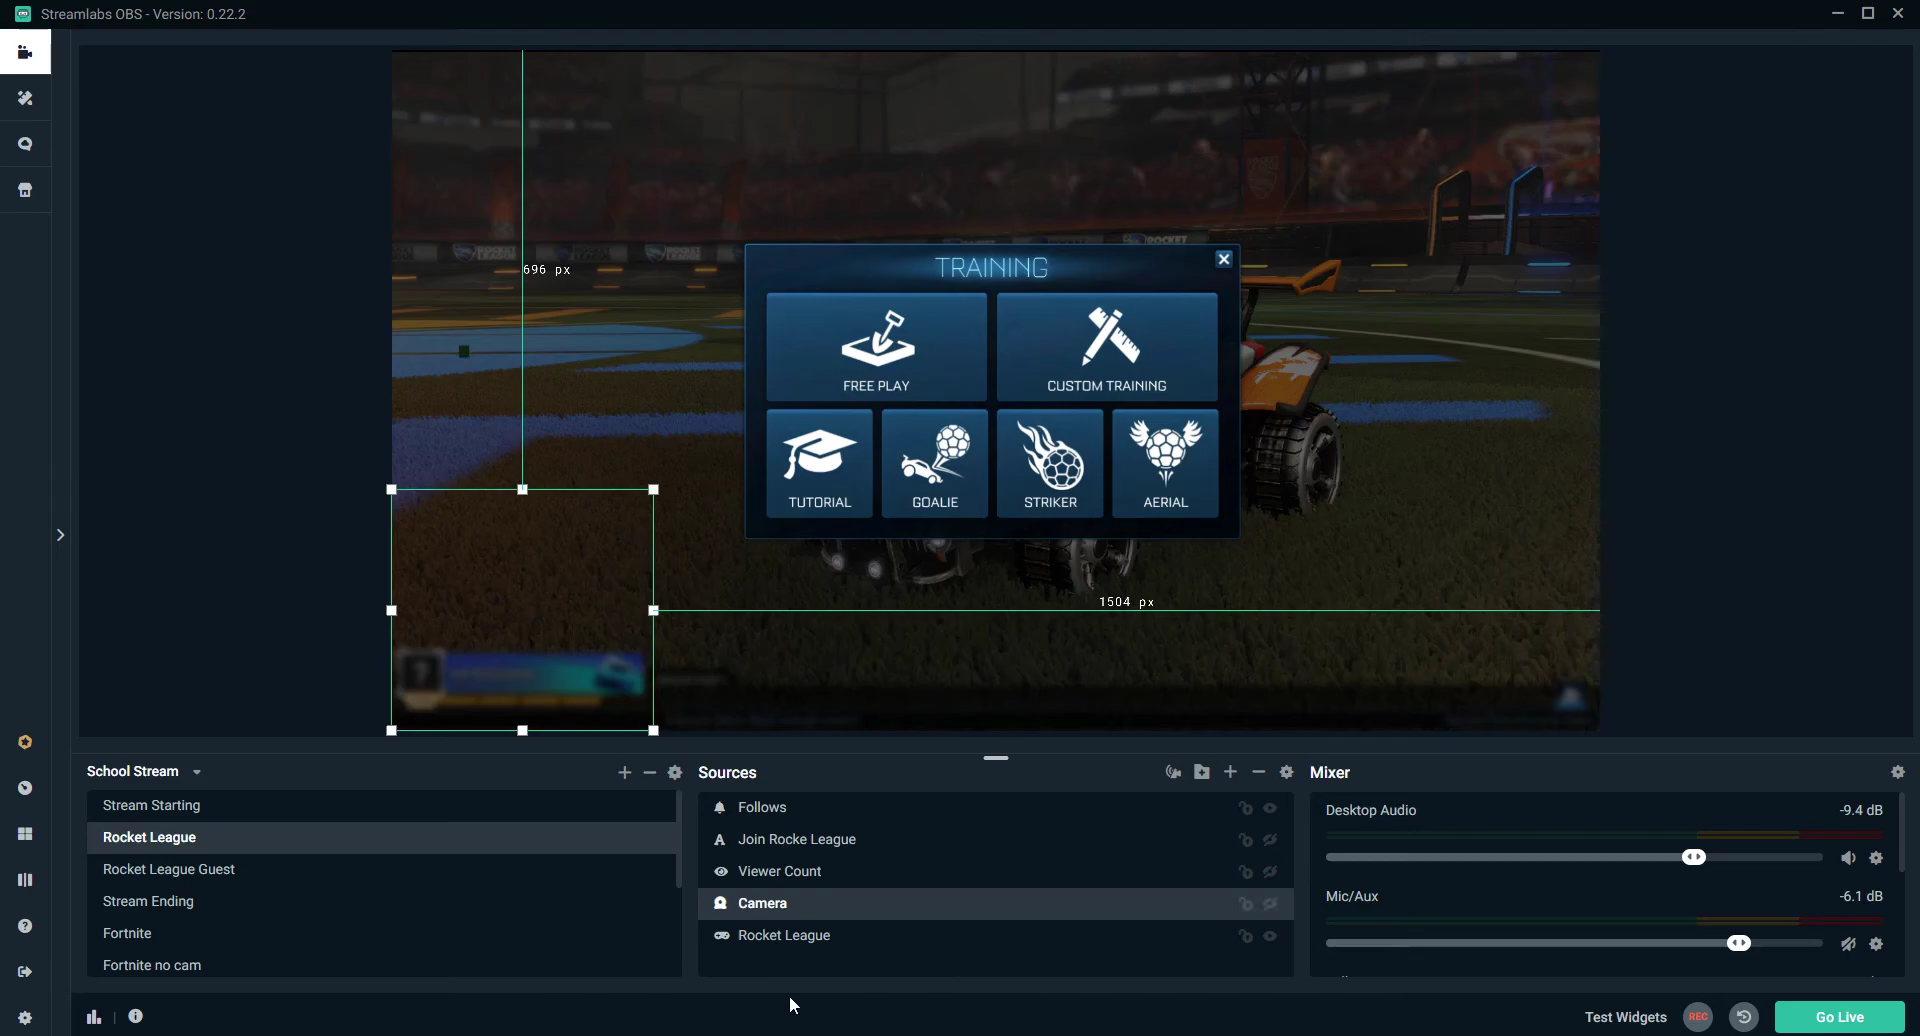 Streamlabs OBS - Version: 0.22.2
696 px
ROCKET LEAGUE
ROCKET
TRAINING
FREE PLAY
CUSTOM TRAINING
TUTORIAL
GOALIE
STRIKER
AERIAL
1504 px
School Stream
Stream Starting
Rocket League
Rocket League Guest
Stream Ending
Fortnite
Fortnite no cam
Sources
Follows
Join Rocke League
Viewer Count
Camera
Rocket League
Mixer
Desktop Audio
-9.4 dB
Mic/Aux
-6.1 dB
Test Widgets
REC
Go Live